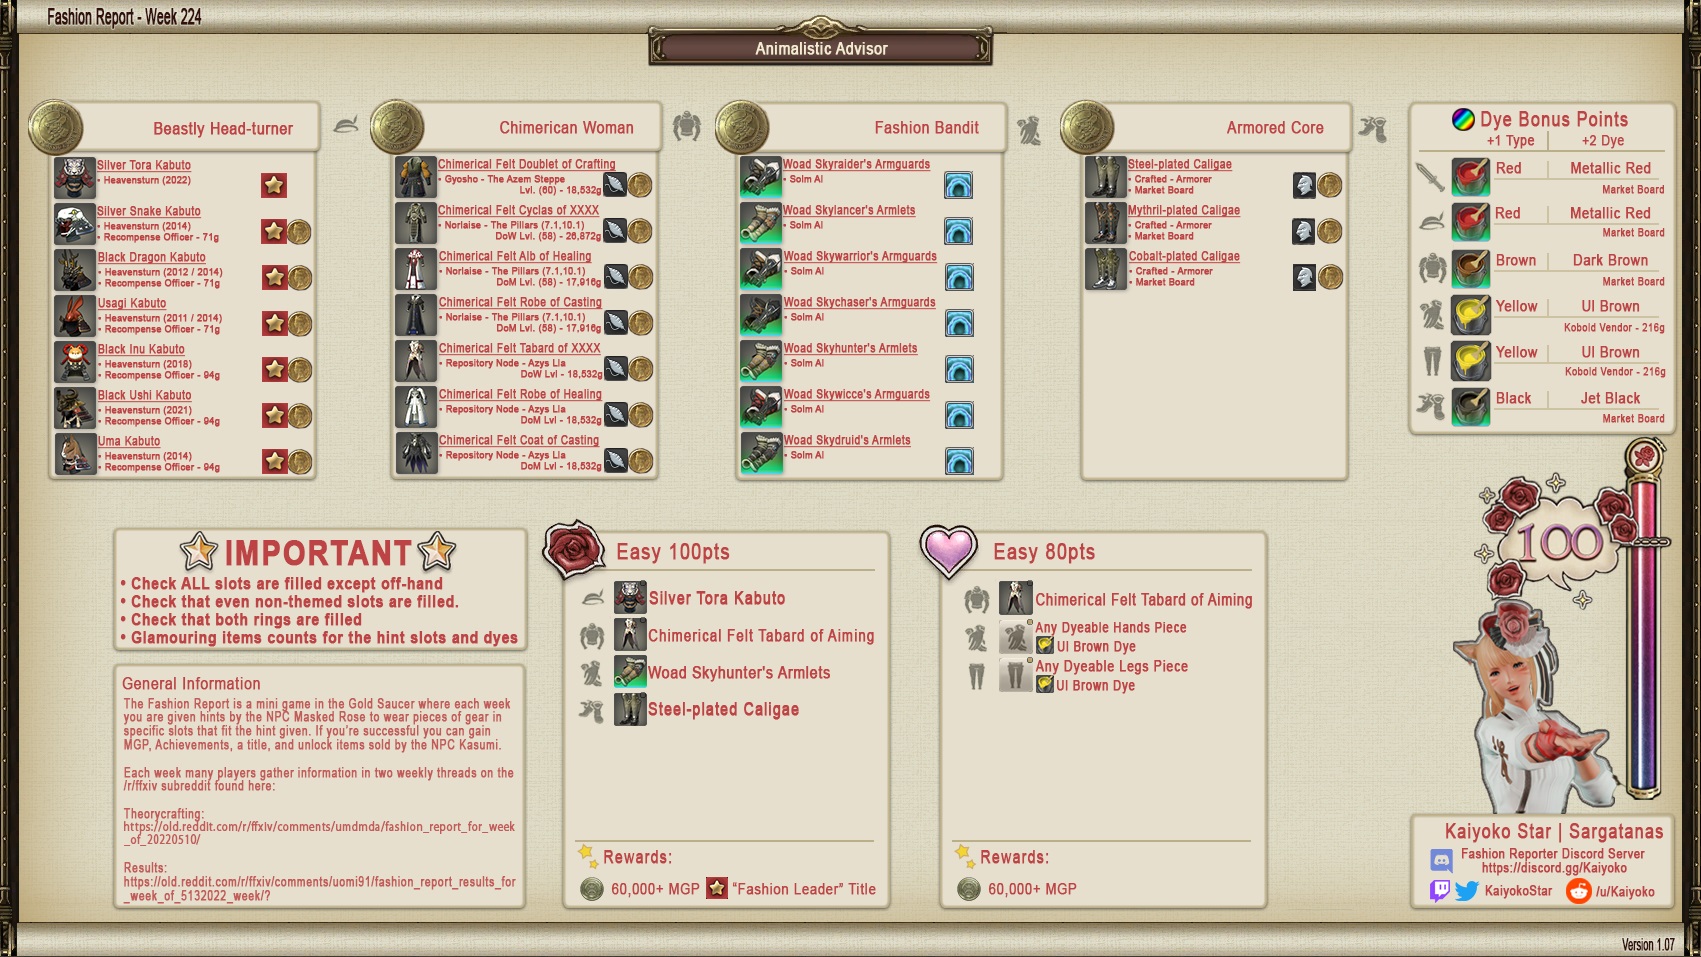 Fashion Report - Week 224
Animalistic Advisor
Beastly Head-turner
Silver Tora Kabuto
• Heavensturn (2022)
Silver Snake Kabuto
• Heavensturn (2014)
• Recompense Officer - 71g
Black Dragon Kabuto
• Heavensturn (2012 / 2014)
• Recompense Officer - 71g
Usagi Kabuto
• Heavensturn (2011 / 2014)
• Recompense Officer - 71g
Black Inu Kabuto
• Heavensturn (2018)
• Recompense Officer - 94g
Black Ushi Kabuto
• Heavensturn (2021)
• Recompense Officer - 94g
Uma Kabuto
• Heavensturn (2014)
• Recompense Officer - 94g
Chimerican Woman
Chimerical Felt Doublet of Crafting
• Gyosho - The Azem Steppe
Lvl. (60) - 18,532g
Chimerical Felt Cyclas of XXXX
• Norlaise - The Pillars (7.1,10.1)
DoW Lvl. (58) - 26,872g
Chimerical Felt Alb of Healing
• Norlaise - The Pillars (7.1,10.1)
DoM Lvl. (58) - 17,916g
Chimerical Felt Robe of Casting
• Norlaise - The Pillars (7.1,10.1)
DoM Lvl. (58) - 17,916g
Chimerical Felt Tabard of XXXX
• Repository Node - Azys Lla
DoW Lvl - 18,532g
Chimerical Felt Robe of Healing
• Repository Node - Azys Lla
DoM Lvl - 18,532g
Chimerical Felt Coat of Casting
• Repository Node - Azys Lla
DoM Lvl - 18,532g
Fashion Bandit
Woad Skyraider's Armguards
• Solm Al
Woad Skylancer's Armlets
• Solm Al
Woad Skywarrior's Armguards
• Solm Al
Woad Skychaser's Armguards
• Solm Al
Woad Skyhunter's Armlets
• Solm Al
Woad Skywicce's Armguards
• Solm Al
Woad Skydruid's Armlets
• Solm Al
Armored Core
Steel-plated Caligae
• Crafted - Armorer
• Market Board
Mythril-plated Caligae
• Crafted - Armorer
• Market Board
Cobalt-plated Caligae
• Crafted - Armorer
• Market Board
Dye Bonus Points
+1 Type +2 Dye
Red Metallic Red
Market Board
Red Metallic Red
Market Board
Brown Dark Brown
Market Board
Yellow Ul Brown
Kobold Vendor - 216g
Yellow Ul Brown
Kobold Vendor - 216g
Black Jet Black
Market Board
IMPORTANT
• Check ALL slots are filled except off-hand
• Check that even non-themed slots are filled.
• Check that both rings are filled
• Glamouring items counts for the hint slots and dyes
General Information
The Fashion Report is a mini game in the Gold Saucer where each week
you are given hints by the NPC Masked Rose to wear pieces of gear in
specific slots that fit the hint given. If you're successful you can gain
MGP, Achievements, a title, and unlock items sold by the NPC Kasumi.
Each week many players gather information in two weekly threads on the
/r/ffxiv subreddit found here:
Theorycrafting:
https://old.reddit.com/r/ffxiv/comments/umdmda/fashion_report_for_week
_of_20220510/
Results:
https://old.reddit.com/r/ffxiv/comments/uomi91/fashion_report_results_for
_week_of_5132022_week/?
Easy 100pts
Silver Tora Kabuto
Chimerical Felt Tabard of Aiming
Woad Skyhunter's Armlets
Steel-plated Caligae
Rewards:
60,000+ MGP "Fashion Leader" Title
Easy 80pts
Chimerical Felt Tabard of Aiming
Any Dyeable Hands Piece
Ul Brown Dye
Any Dyeable Legs Piece
Ul Brown Dye
Rewards:
60,000+ MGP
100
Kaiyoko Star | Sargatanas
Fashion Reporter Discord Server
https://discord.gg/Kaiyoko
KaiyokoStar /u/Kaiyoko
Version 1.07